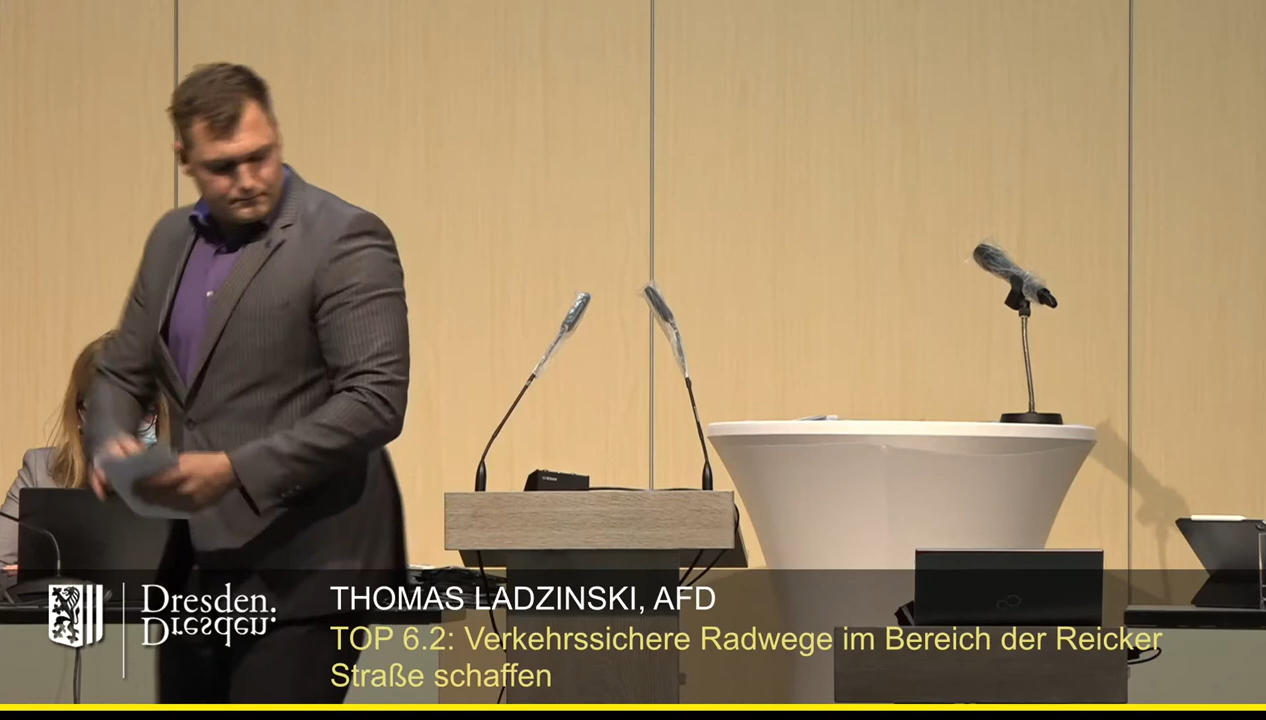 Dresden.
Dresden.
THOMAS LADZINSKI, AFD
TOP 6.2: Verkehrssichere Radwege im Bereich der Reicker
Straße schaffen